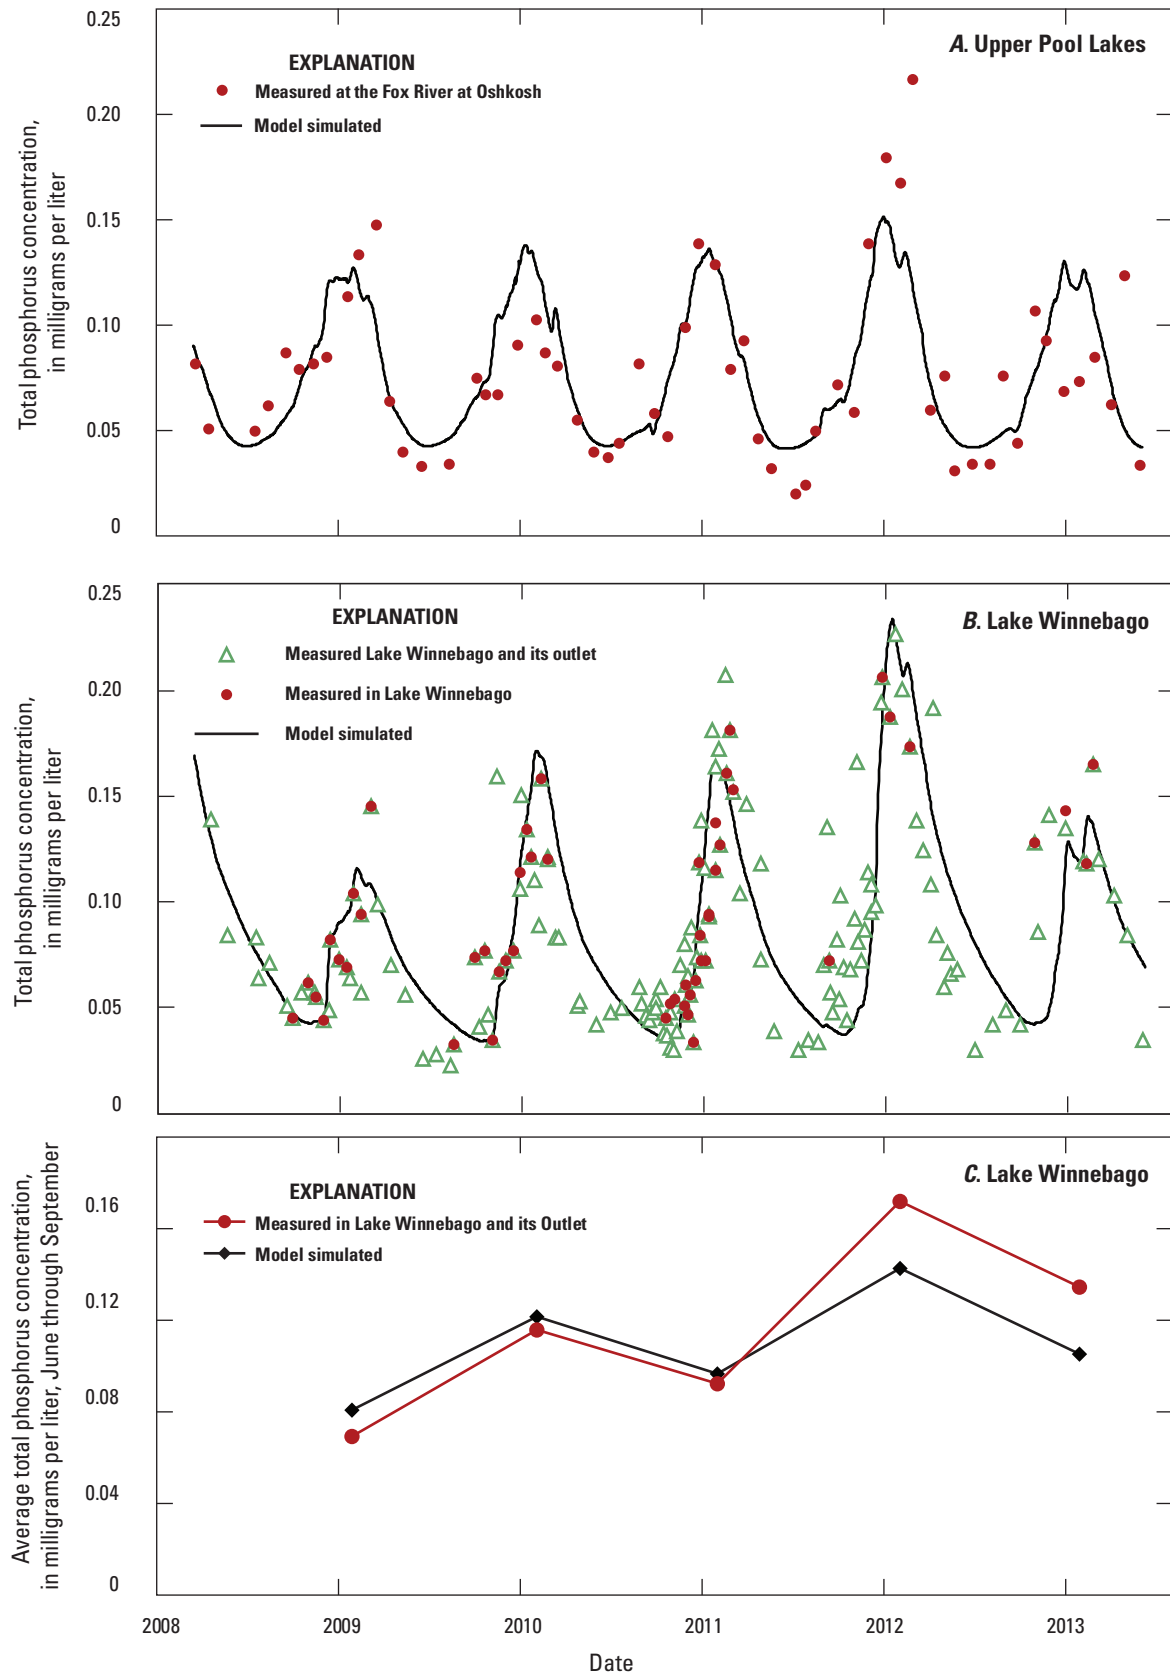 A. Upper Pool Lakes
EXPLANATION
Measured at the Fox River at Oshkosh
Model simulated
Total phosphorus concentration,
in milligrams per liter
0.25
0.20
0.15
0.10
0.05
0
B. Lake Winnebago
EXPLANATION
Measured Lake Winnebago and its outlet
Measured in Lake Winnebago
Model simulated
Total phosphorus concentration,
in milligrams per liter
0.25
0.20
0.15
0.10
0.05
0
C. Lake Winnebago
EXPLANATION
Measured in Lake Winnebago and its Outlet
Model simulated
Average total phosphorus concentration,
in milligrams per liter, June through September
0.16
0.12
0.08
0.04
0
2008 2009 2010 2011 2012 2013
Date